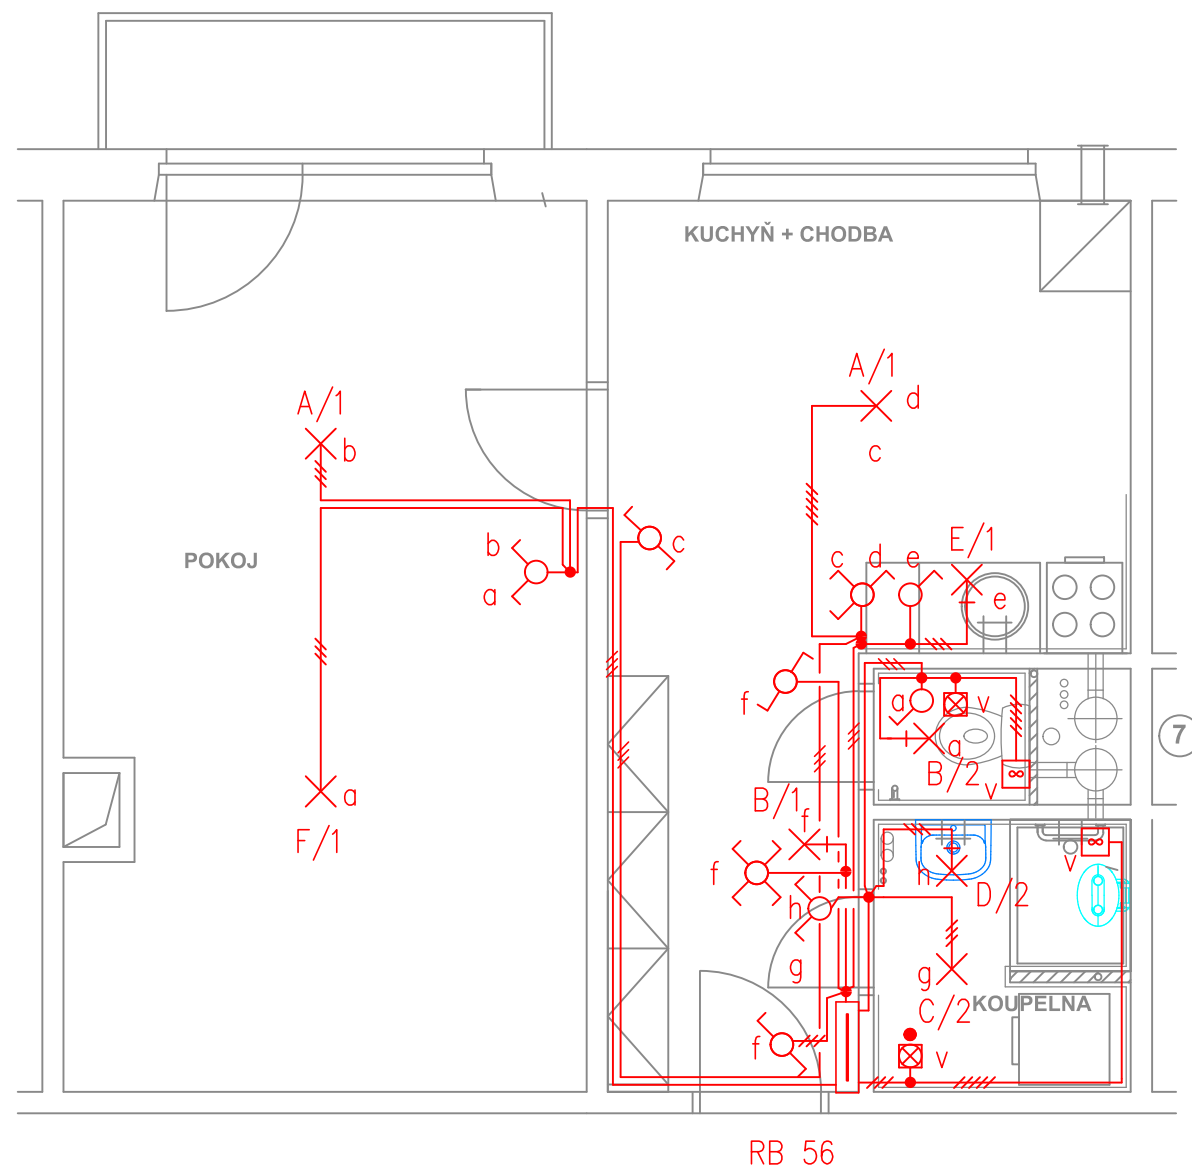 KUCHYŇ + CHODBA
A/1
d
c
A/1
b
POKOJ
b
a
c
c d e
E/1
e
f
a
v
a
B/2
v
B/1
f
a
F/1
f
h
g
h
D/2
v
g
C/2
KOUPELNA
f
v
7
RB 56